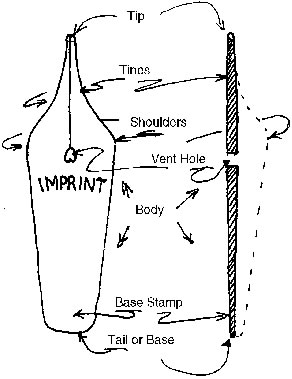 Tip
Tines
Shoulders
Vent Hole
IMPRINT
Body
Base Stamp
Tail or Base